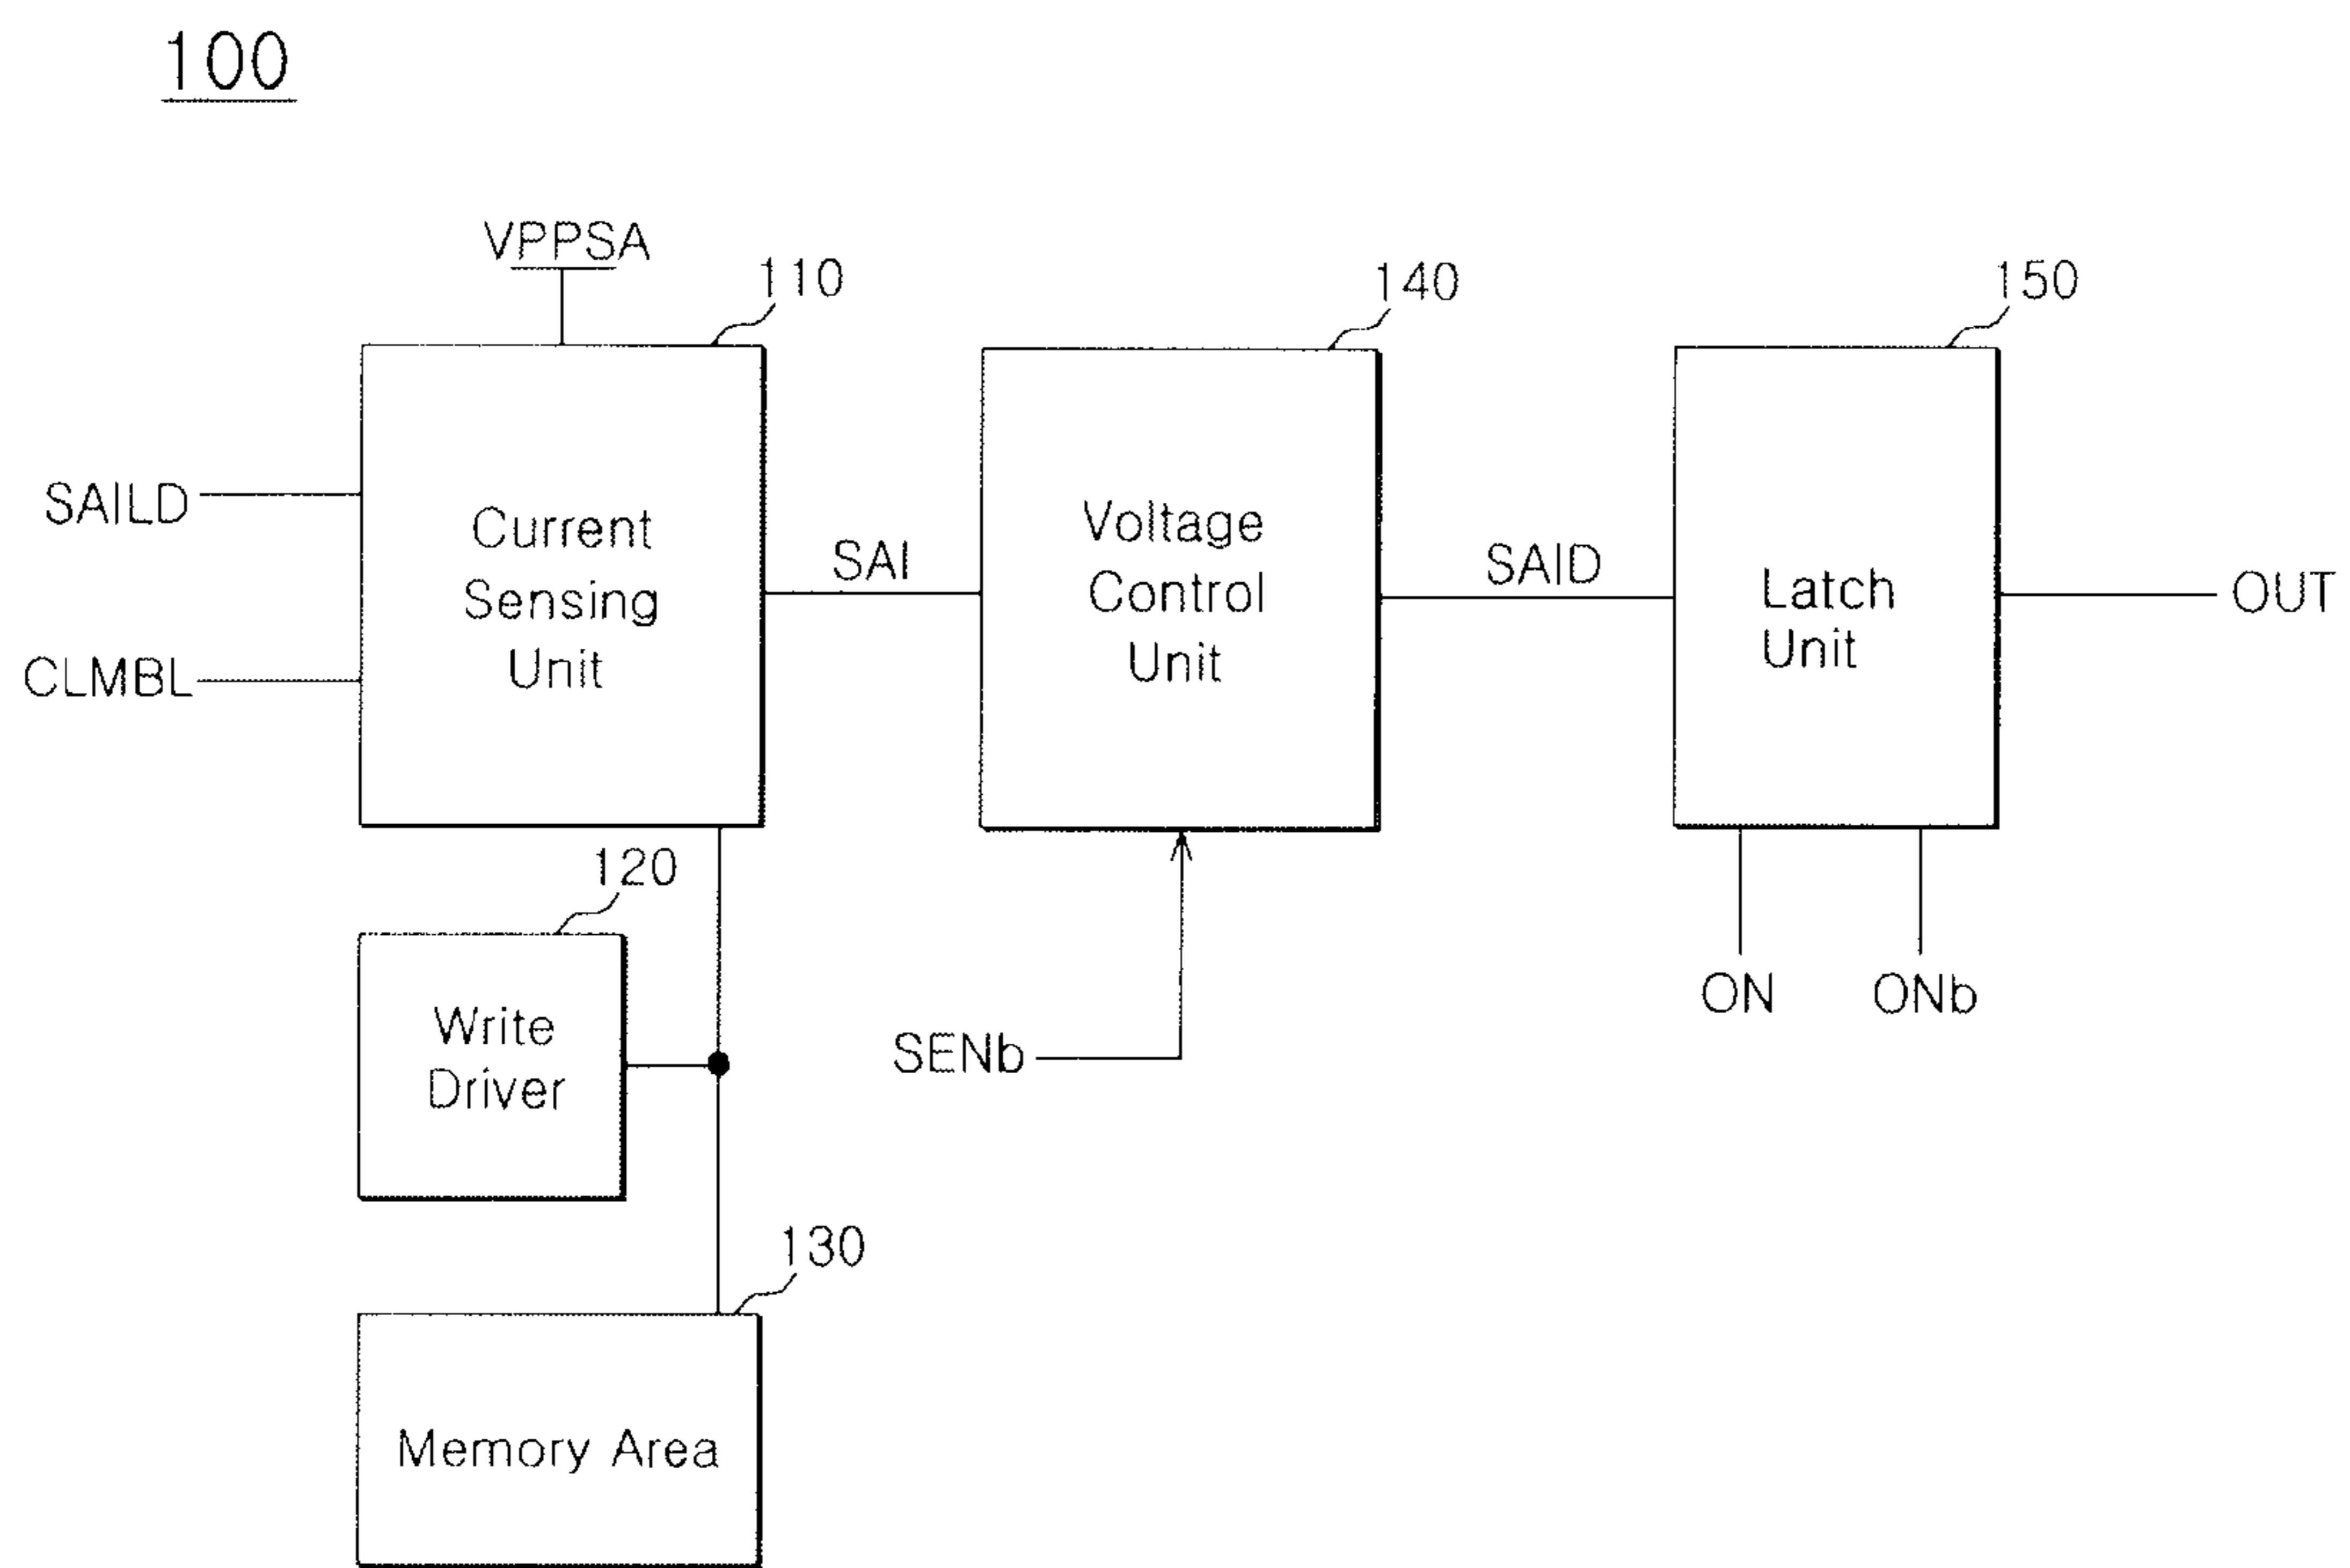 100
VPPSA
110
140
150
SAILD
CLMBL
Current
Sensing
Unit
SAI
Voltage
Control
Unit
SAID
Latch
Unit
OUT
120
Write
Driver
SENb
ON
ONb
130
Memory Area